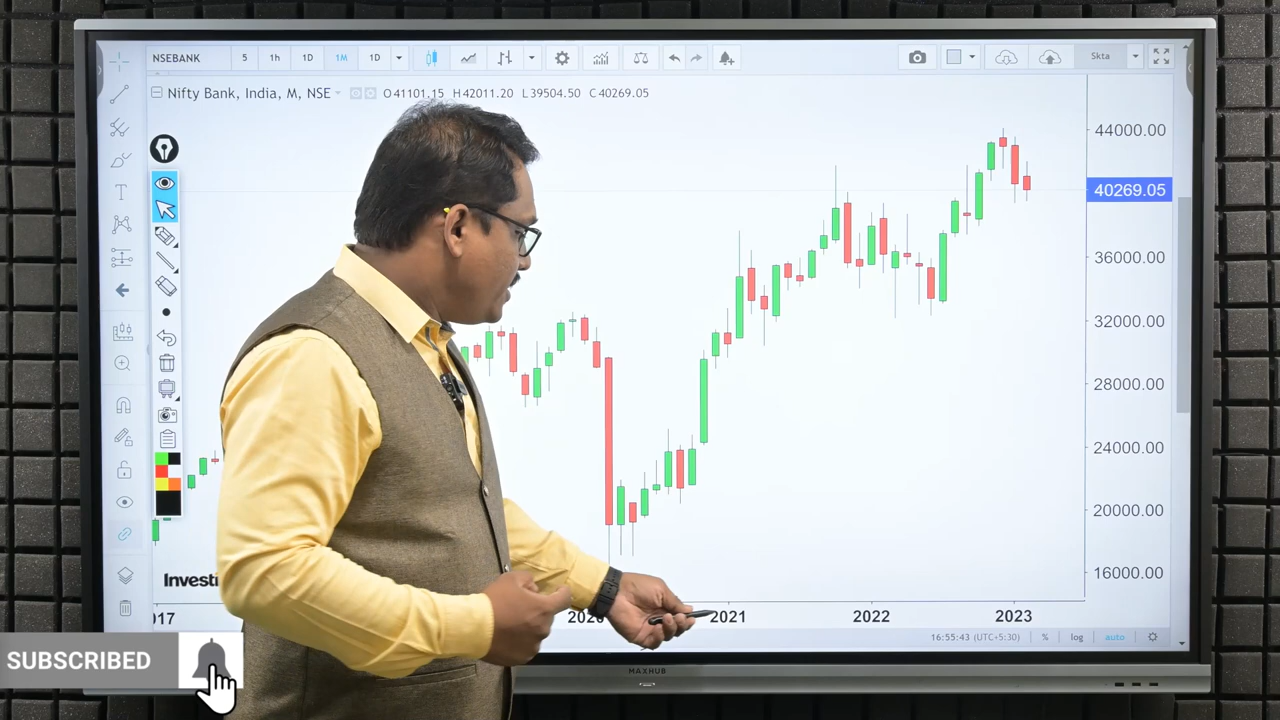 NSEBANK 5 1h 1D 1M 1D Skta
Nifty Bank, India, M, NSE O41101.15 H42011.20 L39504.50 C40269.05
44000.00
40269.05
36000.00
32000.00
28000.00
24000.00
20000.00
16000.00
T
Investi
17 2020 2021 2022 2023
16:55:43 (UTC+5:30) % log auto
MAXHUB
SUBSCRIBED